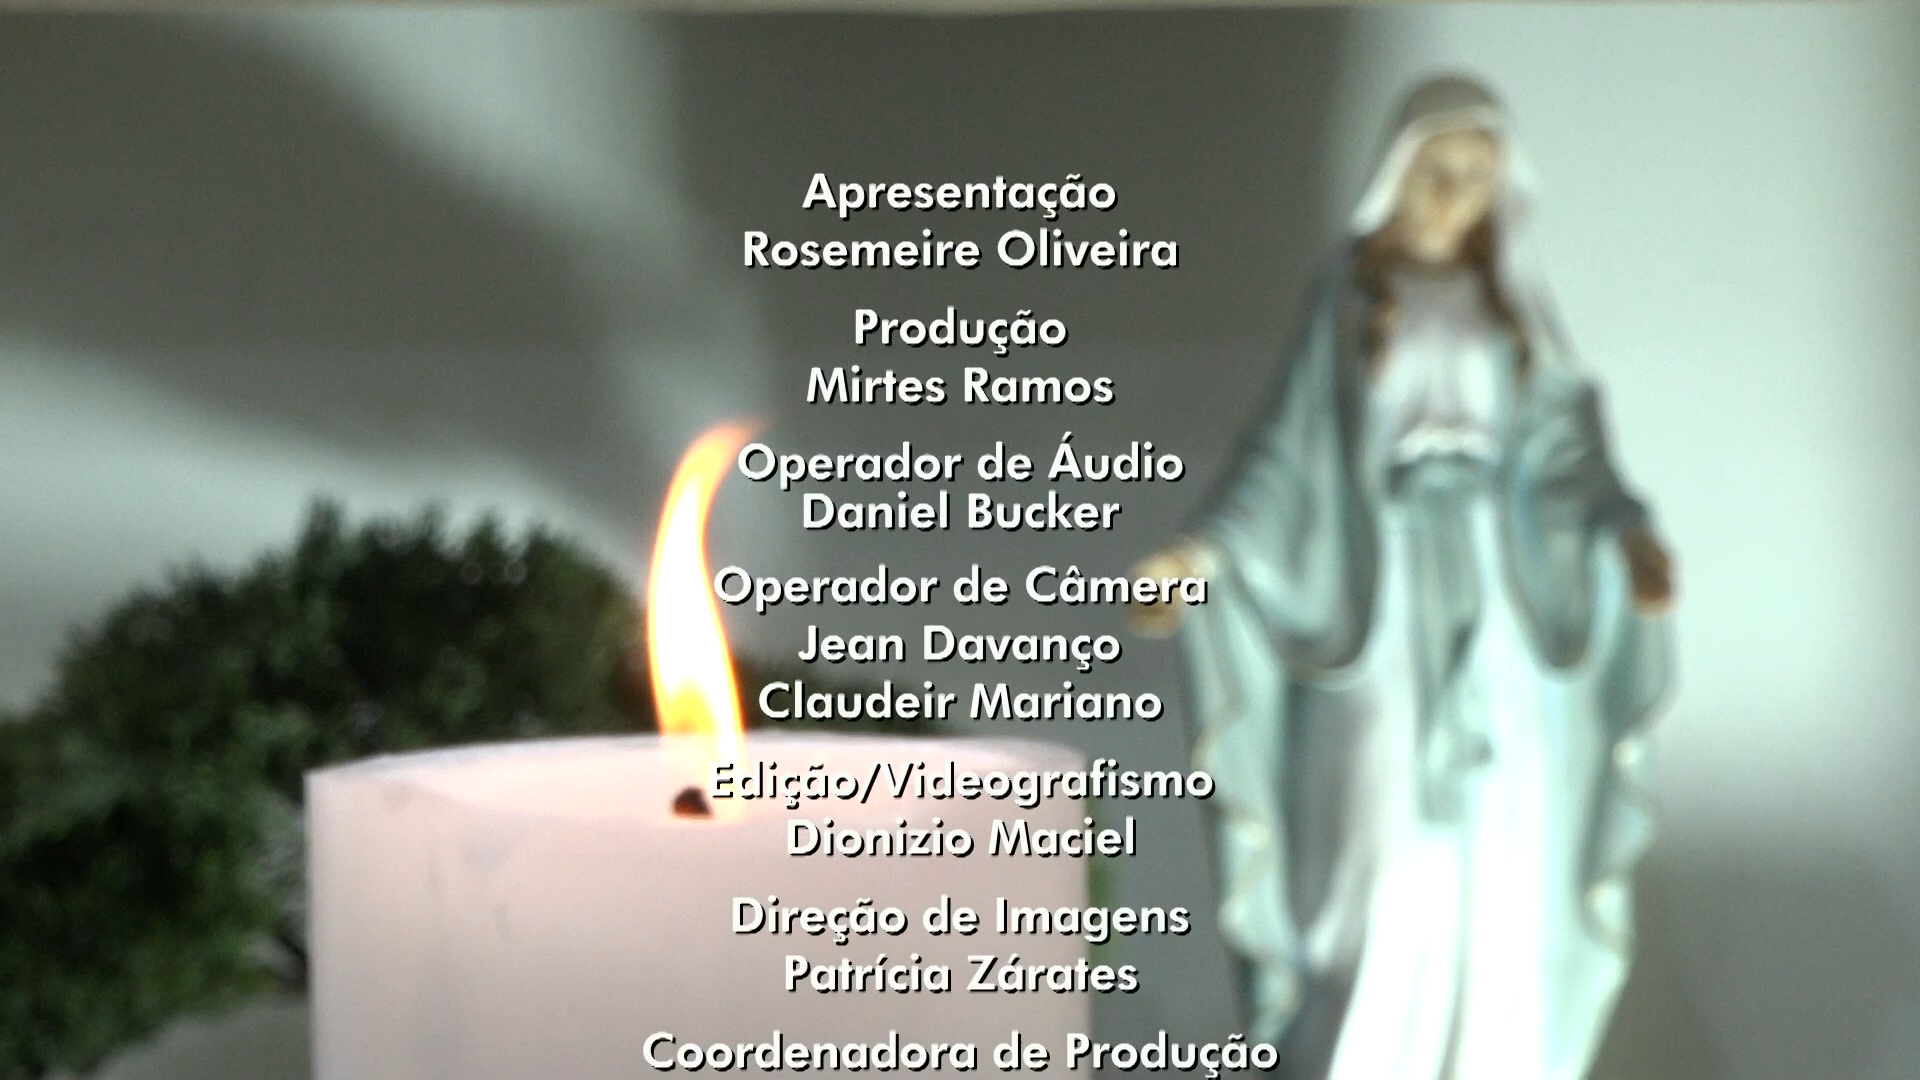 Apresentação
Rosemeire Oliveira
Produção
Mirtes Ramos
Operador de Áudio
Daniel Bucker
Operador de Câmera
Jean Davanço
Claudeir Mariano
Edição/Videografismo
Dionizio Maciel
Direção de Imagens
Patrícia Zárates
Coordenadora de Produção